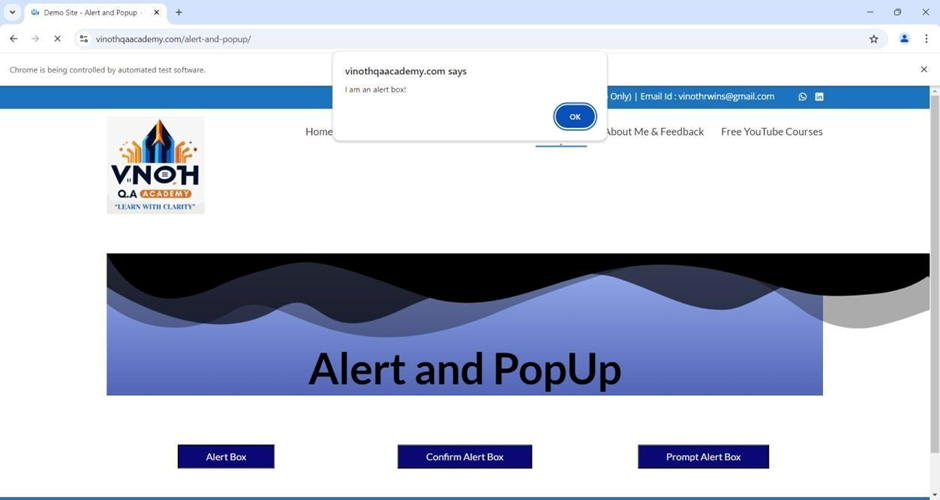 Demo Site - Alert and Popup -
vinothqaacademy.com/alert-and-popup/
Chrome is being controlled by automated test software.
vinothqaacademy.com says
I am an alert box!
OK
Only) | Email Id : vinothrwins@gmail.com
Home
About Me & Feedback
Free YouTube Courses
VNOTH
Q.A ACADEMY
"LEARN WITH CLARITY"
Alert and PopUp
Alert Box
Confirm Alert Box
Prompt Alert Box